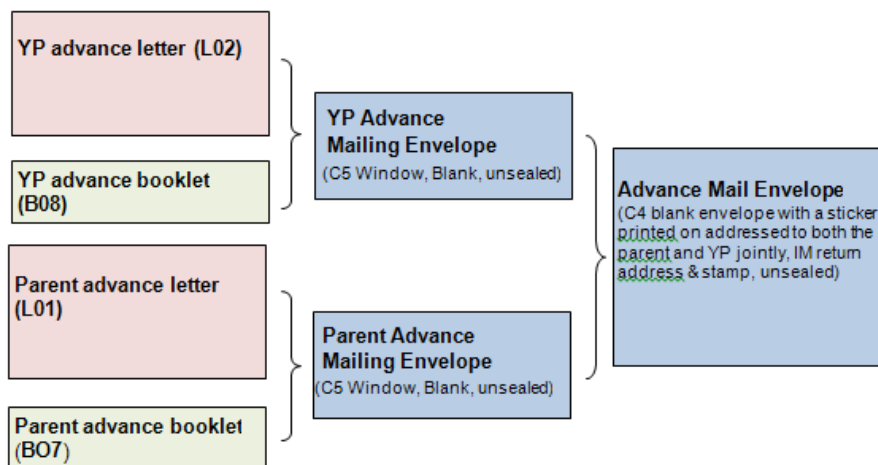 YP advance letter (L02)
YP advance booklet
(B08)
Parent advance letter
(L01)
Parent advance booklet
(BO7)
YP Advance
Mailing Envelope
(C5 Window, Blank, unsealed)
Parent Advance
Mailing Envelope
(C5 Window, Blank, unsealed)
Advance Mail Envelope
(C4 blank envelope with a sticker
printed on addressed to both the
parent and YP jointly, IM return
address & stamp, unsealed)